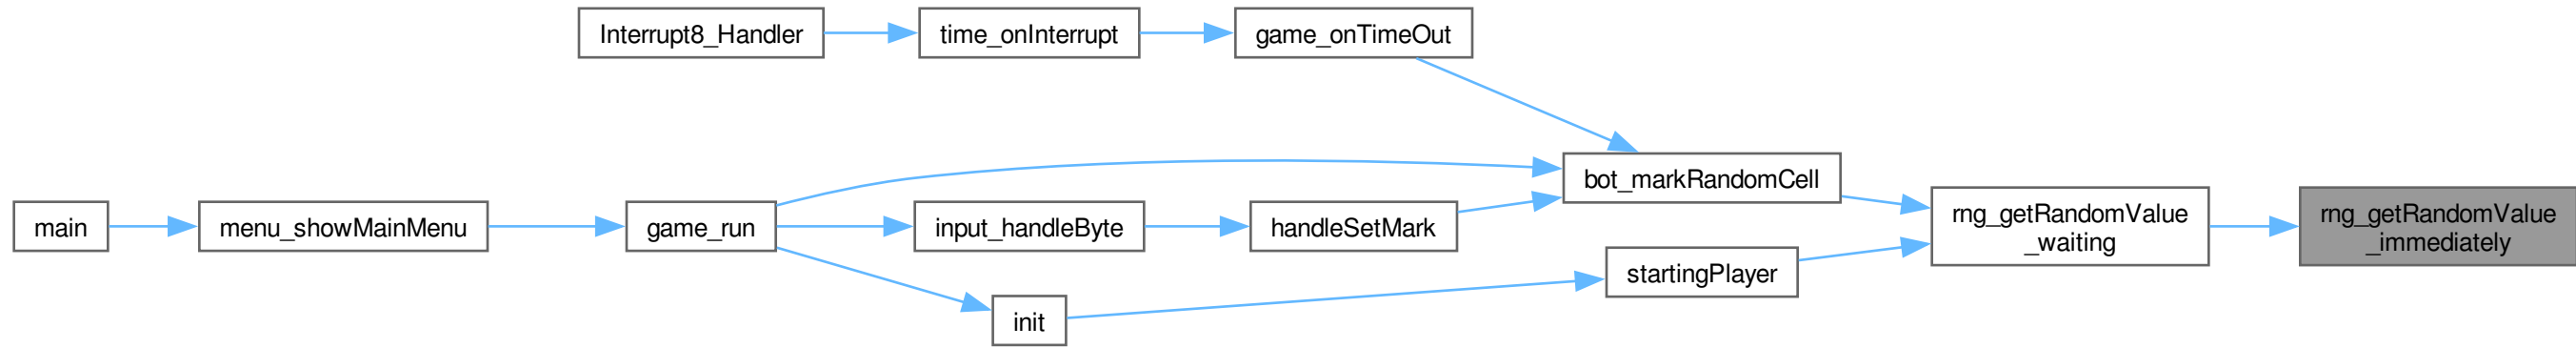 Interrupt8_Handler
time_onInterrupt
game_onTimeOut
main
menu_showMainMenu
game_run
input_handleByte
handleSetMark
init
bot_markRandomCell
startingPlayer
rng_getRandomValue
_waiting
rng_getRandomValue
_immediately